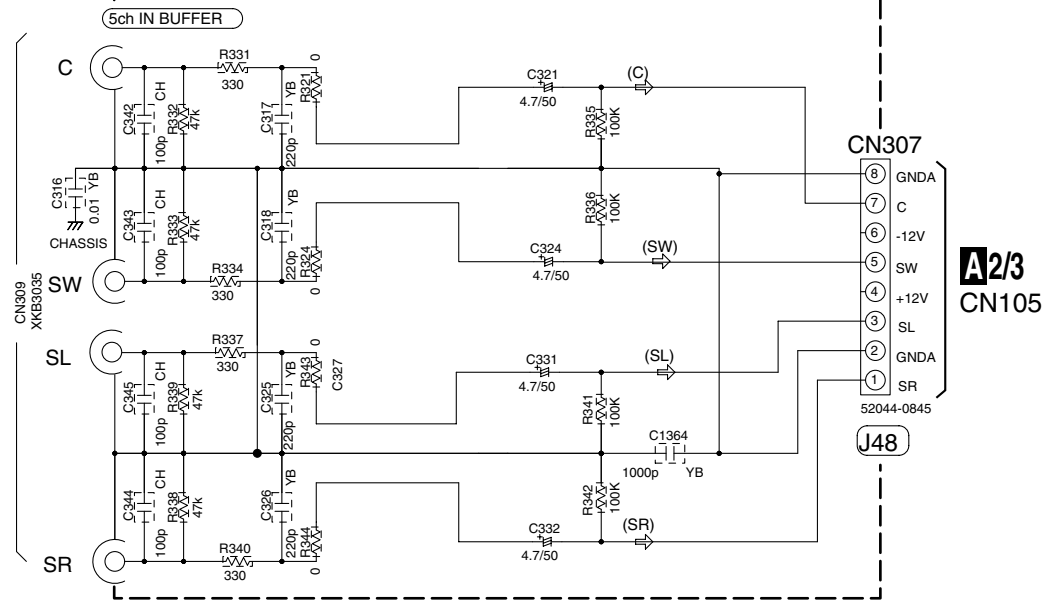 5ch IN BUFFER
C
R331
330
0
R321
CH
C342
100p
R332
47k
YB
C317
220p
C321
4.7/50
(C)
R335
100K
C316
YB
0.01
CHASSIS
CH
C343
100p
R333
47k
YB
C318
220p
R324
0
R336
100K
C324
4.7/50
(SW)
SW
R334
330
CN309
XKB3035
SL
R337
330
0
R343
C327
CH
C345
100p
R339
47k
YB
C325
220p
C331
4.7/50
(SL)
R341
100K
C1364
1000p
YB
CH
C344
100p
R338
47k
YB
C326
220p
R344
0
R342
100K
C332
4.7/50
(SR)
SR
R340
330
CN307
8 GNDA
7 C
6 -12V
5 SW
4 +12V
3 SL
2 GNDA
1 SR
52044-0845
J48
A 2/3
CN105